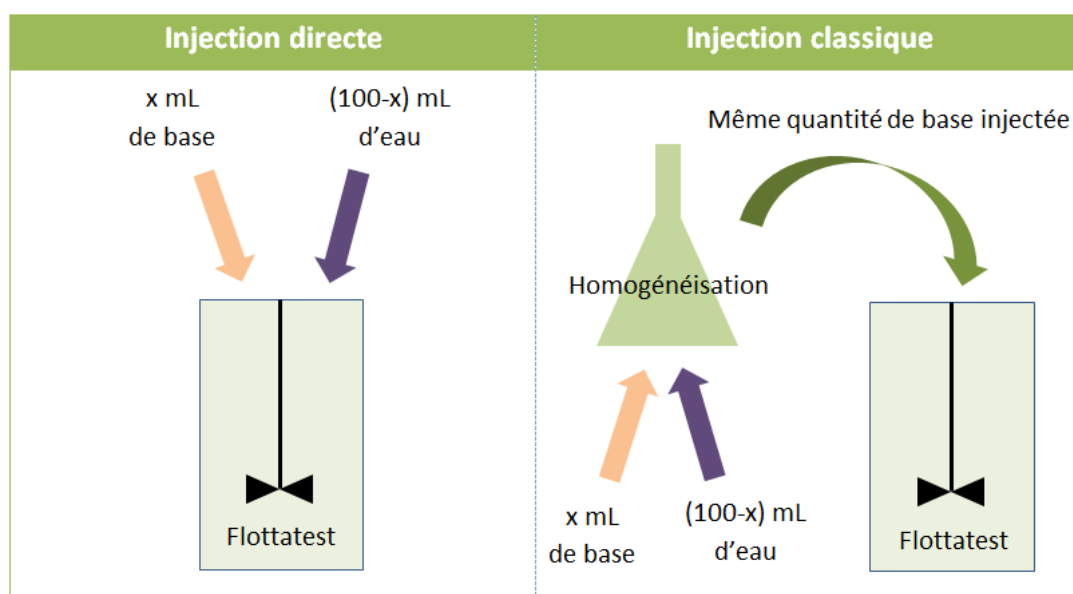 Injection directe
x mL
de base
(100-x) mL
d'eau
Flottatest
Injection classique
Même quantité de base injectée
Homogénéisation
x mL
de base
(100-x) mL
d'eau
Flottatest